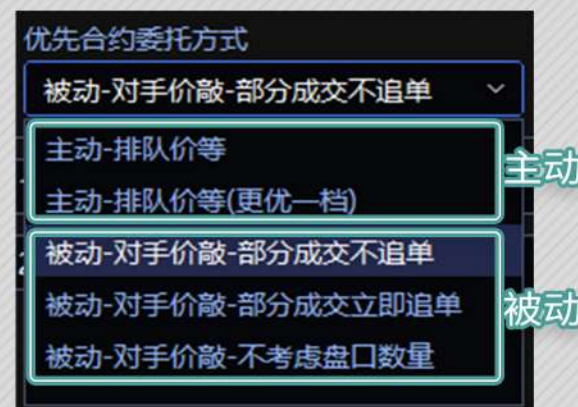 优先合约委托方式
被动-对手价敲-部分成交不追单
主动-排队价等
主动-排队价等(更优一档)
主动
被动-对手价敲-部分成交不追单
被动-对手价敲-部分成交立即追单
被动
被动-对手价敲-不考虑盘口数量